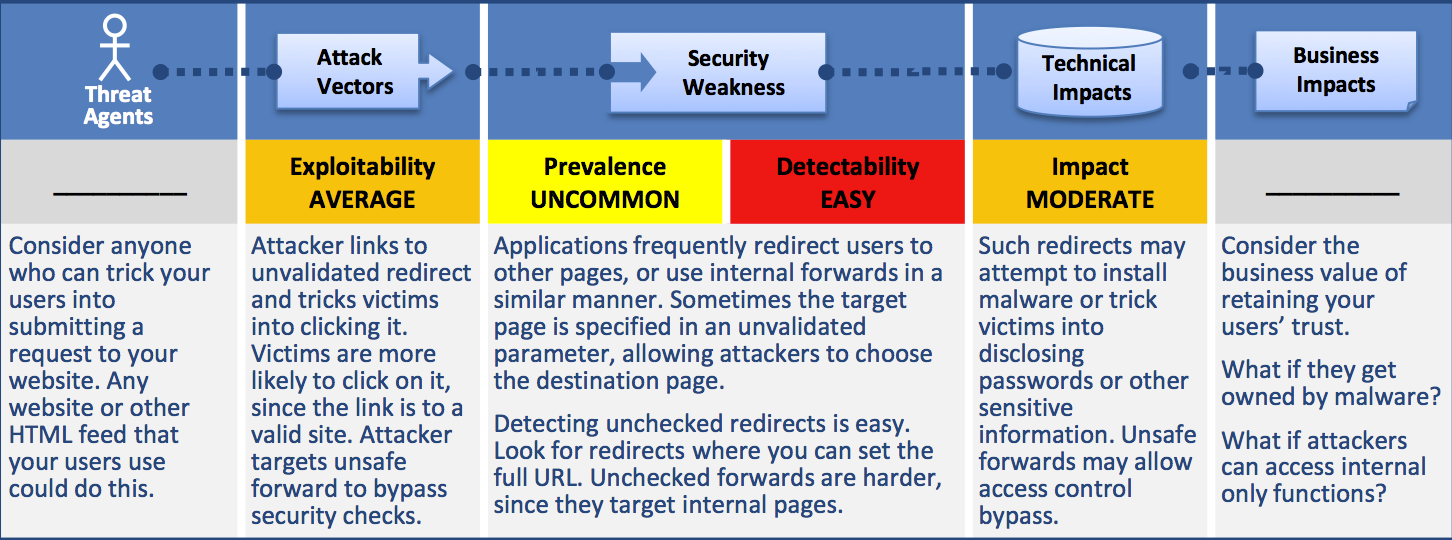 Threat
Agents
Attack
Vectors
Security
Weakness
Technical
Impacts
Business
Impacts
Exploitability
AVERAGE
Prevalence
UNCOMMON
Detectability
EASY
Impact
MODERATE
Consider anyone
who can trick your
users into
submitting a
request to your
website. Any
website or other
HTML feed that
your users use
could do this.
Attacker links to
unvalidated redirect
and tricks victims
into clicking it.
Victims are more
likely to click on it,
since the link is to a
valid site. Attacker
targets unsafe
forward to bypass
security checks.
Applications frequently redirect users to
other pages, or use internal forwards in a
similar manner. Sometimes the target
page is specified in an unvalidated
parameter, allowing attackers to choose
the destination page.
Detecting unchecked redirects is easy.
Look for redirects where you can set the
full URL. Unchecked forwards are harder,
since they target internal pages.
Such redirects may
attempt to install
malware or trick
victims into
disclosing
passwords or other
sensitive
information. Unsafe
forwards may allow
access control
bypass.
Consider the
business value of
retaining your
users’ trust.
What if they get
owned by malware?
What if attackers
can access internal
only functions?